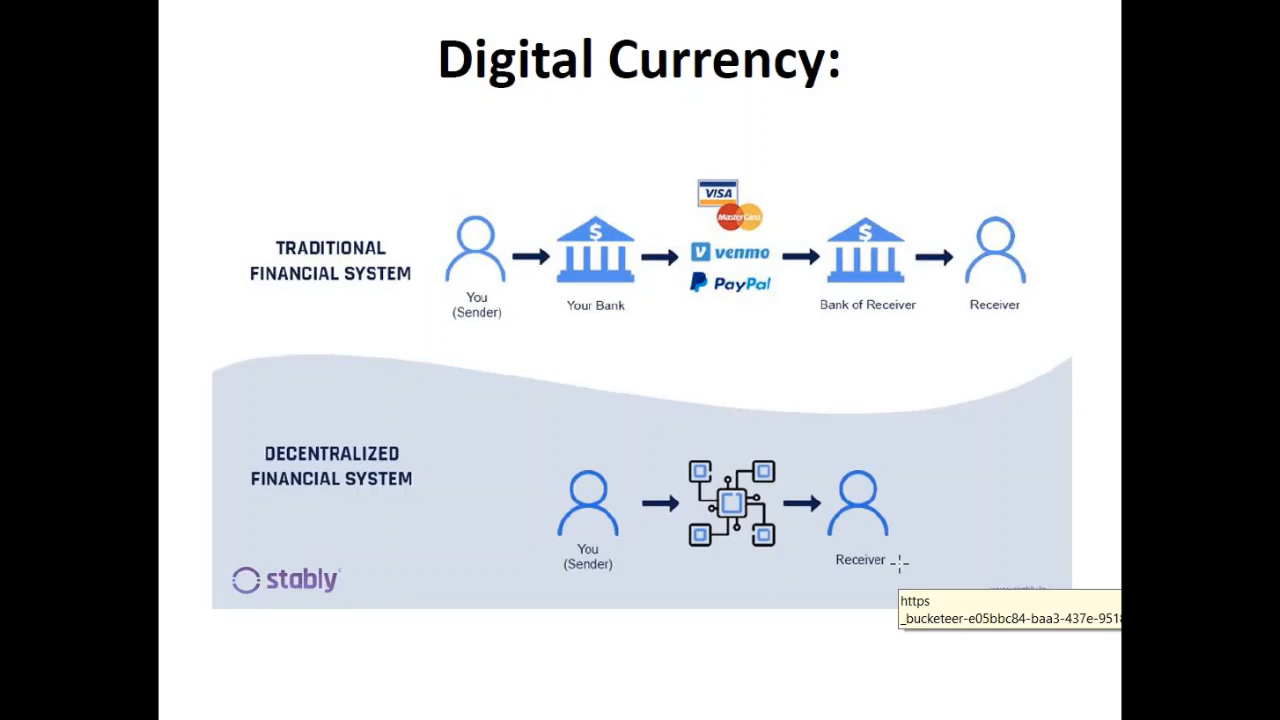 Digital Currency:
VISA
MasterCard
TRADITIONAL
FINANCIAL SYSTEM
venmo
PayPal
You
(Sender)
Your Bank
Bank of Receiver
Receiver
DECENTRALIZED
FINANCIAL SYSTEM
You
(Sender)
Receiver
stably
https
_bucketeer-e05bbc84-baa3-437e-951